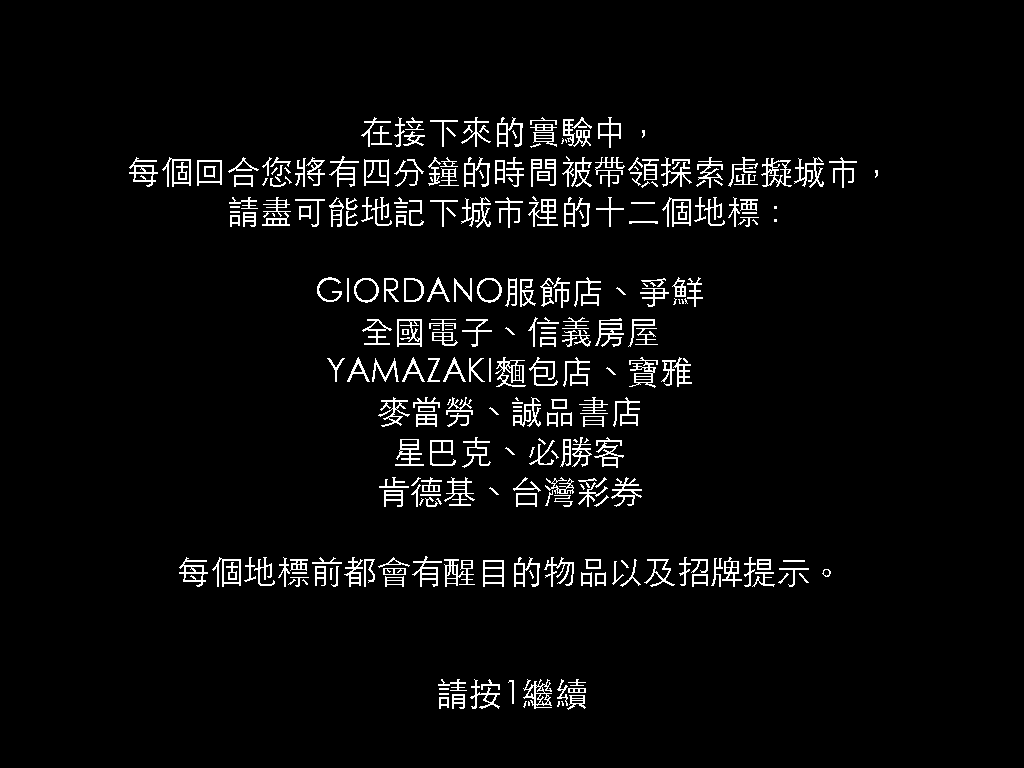 在接下來的實驗中，
每個回合您將有四分鐘的時間被帶領探索虛擬城市，
請盡可能地記下城市裡的十二個地標：
GIORDANO服飾店、爭鮮
全國電子、信義房屋
YAMAZAKI麵包店、寶雅
麥當勞、誠品書店
星巴克、必勝客
肯德基、台灣彩券
每個地標前都會有醒目的物品以及招牌提示。
請按1繼續